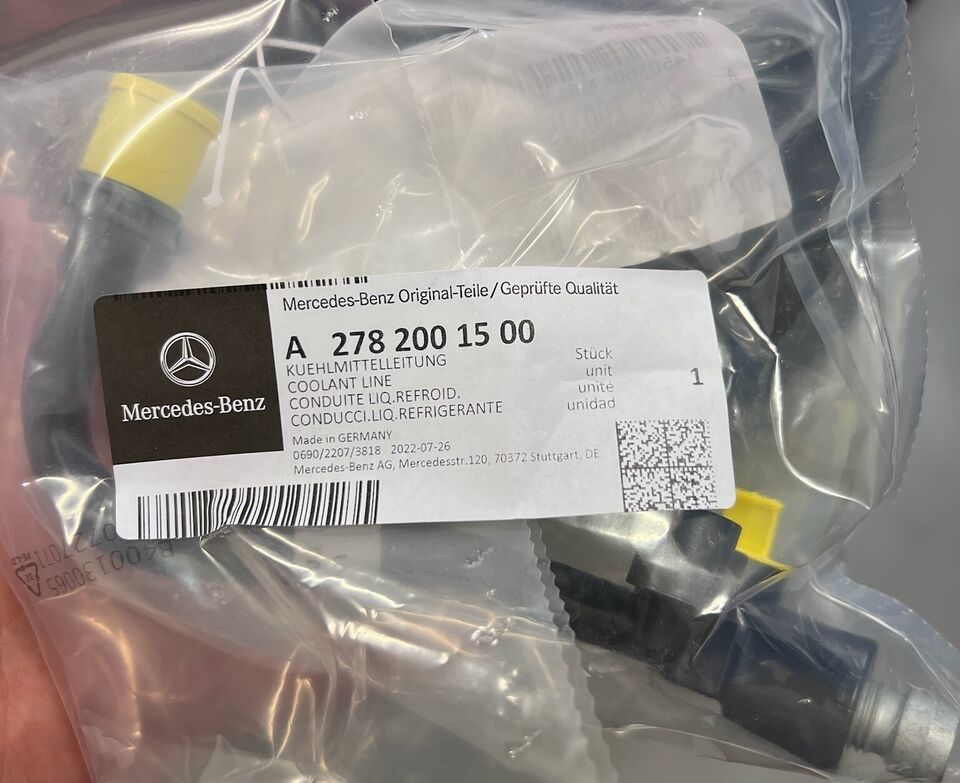 Mercedes-Benz Original-Teile/Geprüfte Qualität
A 278 200 15 00
KUEHLMITTELLEITUNG
COOLANT LINE
CONDUITE LIQ.REFROID.
CONDUCCI.LIQ.REFRIGERANTE
Stück
unit
unité
unidad
1
Mercedes-Benz
Made in GERMANY
0690/2207/3818 2022-07-26
Mercedes-Benz AG, Mercedesstr.120, 70372 Stuttgart, DE
B400130065